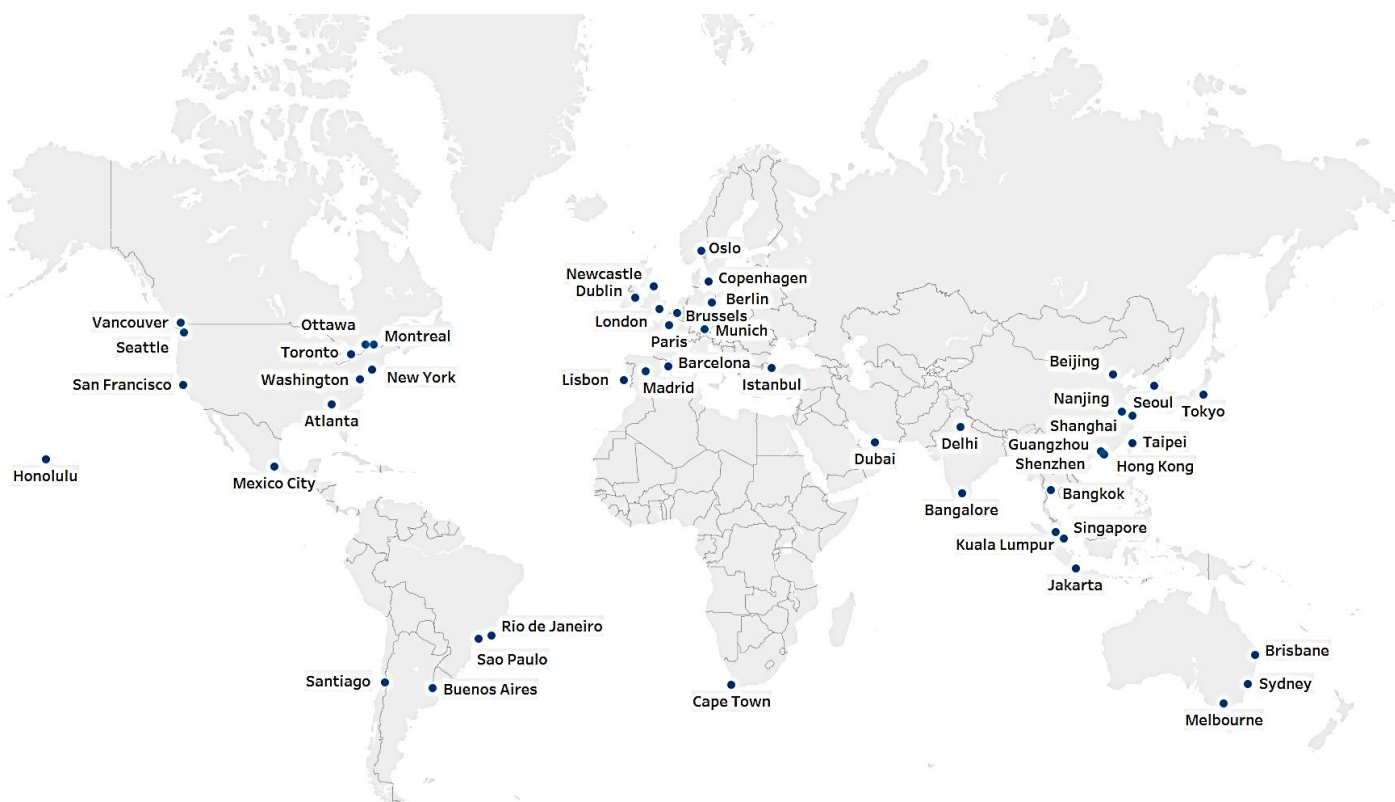 Oslo
Newcastle
Copenhagen
Dublin
Berlin
Brussels
London
Munich
Paris
Vancouver
Ottawa
Montreal
Seattle
Toronto
Barcelona
Beijing
Washington
New York
Lisbon
Madrid
Istanbul
San Francisco
Nanjing
Seoul
Tokyo
Atlanta
Shanghai
Delhi
Guangzhou
Taipei
Dubai
Shenzhen
Hong Kong
Honolulu
Mexico City
Bangkok
Bangalore
Singapore
Kuala Lumpur
Jakarta
Rio de Janeiro
Sao Paulo
Brisbane
Santiago
Buenos Aires
Sydney
Cape Town
Melbourne